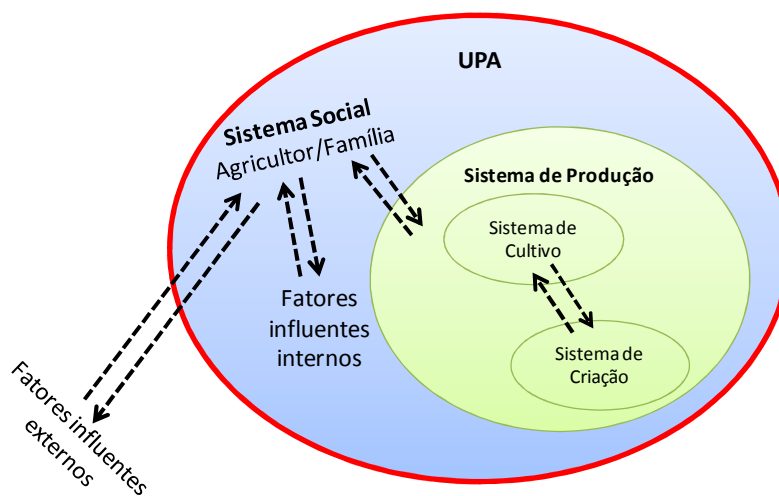 UPA
Sistema Social
Agricultor/Família
Sistema de Produção
Sistema de
Cultivo
Fatores
influentes
internos
Sistema de
Criação
Fatores influentes
externos